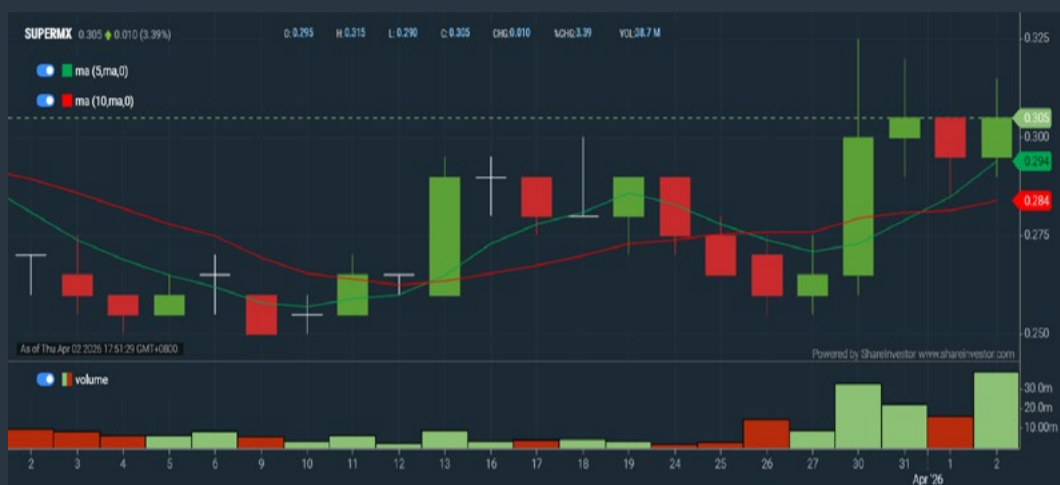 SUPERMX 0.305 0.010 (3.39%) O:0.295 H:0.315 L:0.290 C:0.305 CHG:0.010 %CHG:3.39 VOL:38.7 M
ma (5,ma,0)
ma (10,ma,0)
0.325
0.305
0.300
0.294
0.284
0.275
0.250
As of Thu Apr 02 2026 17:51:29 GMT+0800
Powered by ShareInvestor www.shareinvestor.com
volume
30.0m
20.0m
10.00m
2 3 4 5 6 9 10 11 12 13 16 17 18 19 24 25 26 27 30 31 1 2
Apr '26